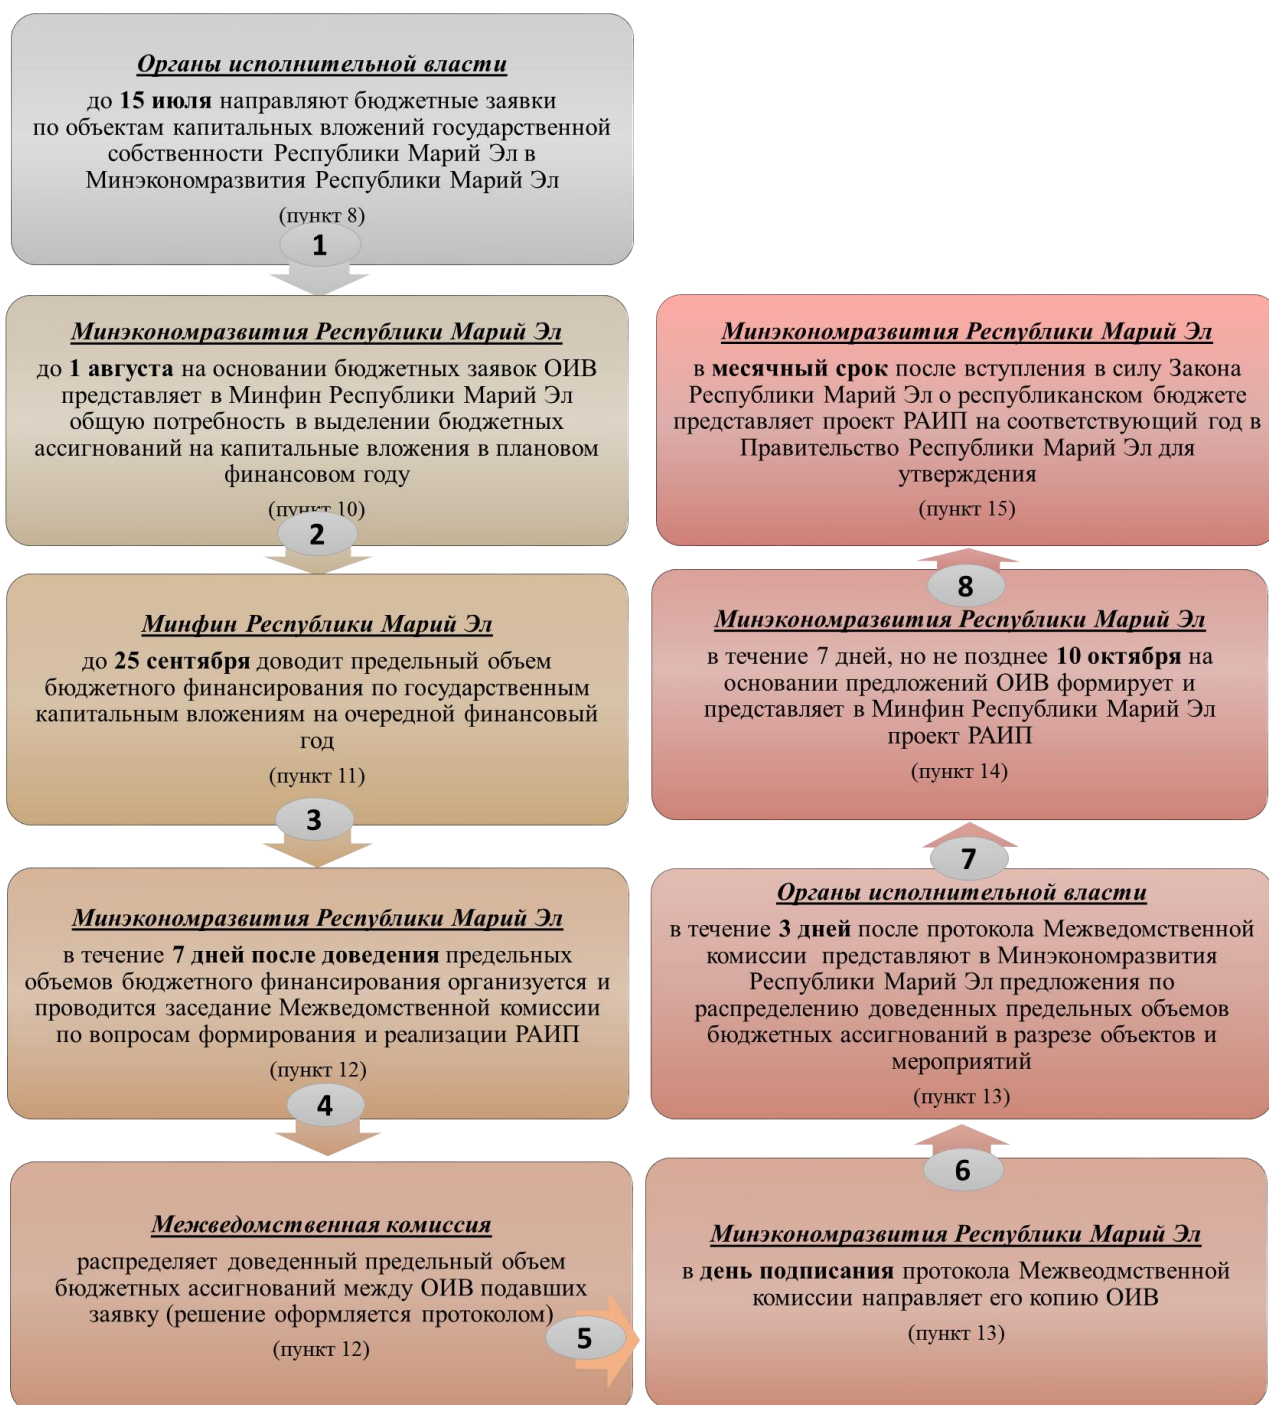 Органы исполнительной власти
до 15 июля направляют бюджетные заявки
по объектам капитальных вложений государственной
собственности Республики Марий Эл в
Минэкономразвития Республики Марий Эл
(пункт 8)
1
Минэкономразвития Республики Марий Эл
до 1 августа на основании бюджетных заявок ОИВ
представляет в Минфин Республики Марий Эл
общую потребность в выделении бюджетных
ассигнований на капитальные вложения в плановом
финансовом году
(пункт 10)
2
Минфин Республики Марий Эл
до 25 сентября доводит предельный объем
бюджетного финансирования по государственным
капитальным вложениям на очередной финансовый
год
(пункт 11)
3
Минэкономразвития Республики Марий Эл
в течение 7 дней после доведения предельных
объемов бюджетного финансирования организуется и
проводится заседание Межведомственной комиссии
по вопросам формирования и реализации РАИП
(пункт 12)
4
Межведомственная комиссия
распределяет доведенный предельный объем
бюджетных ассигнований между ОИВ подавших
заявку (решение оформляется протоколом)
(пункт 12)
5
Минэкономразвития Республики Марий Эл
в день подписания протокола Межвеодмственной
комиссии направляет его копию ОИВ
(пункт 13)
6
Органы исполнительной власти
в течение 3 дней после протокола Межведомственной
комиссии представляют в Минэкономразвития
Республики Марий Эл предложения по
распределению доведенных предельных объемов
бюджетных ассигнований в разрезе объектов и
мероприятий
(пункт 13)
7
Минэкономразвития Республики Марий Эл
в течение 7 дней, но не позднее 10 октября на
основании предложений ОИВ формирует и
представляет в Минфин Республики Марий Эл
проект РАИП
(пункт 14)
8
Минэкономразвития Республики Марий Эл
в месячный срок после вступления в силу Закона
Республики Марий Эл о республиканском бюджете
представляет проект РАИП на соответствующий год в
Правительство Республики Марий Эл для
утверждения
(пункт 15)